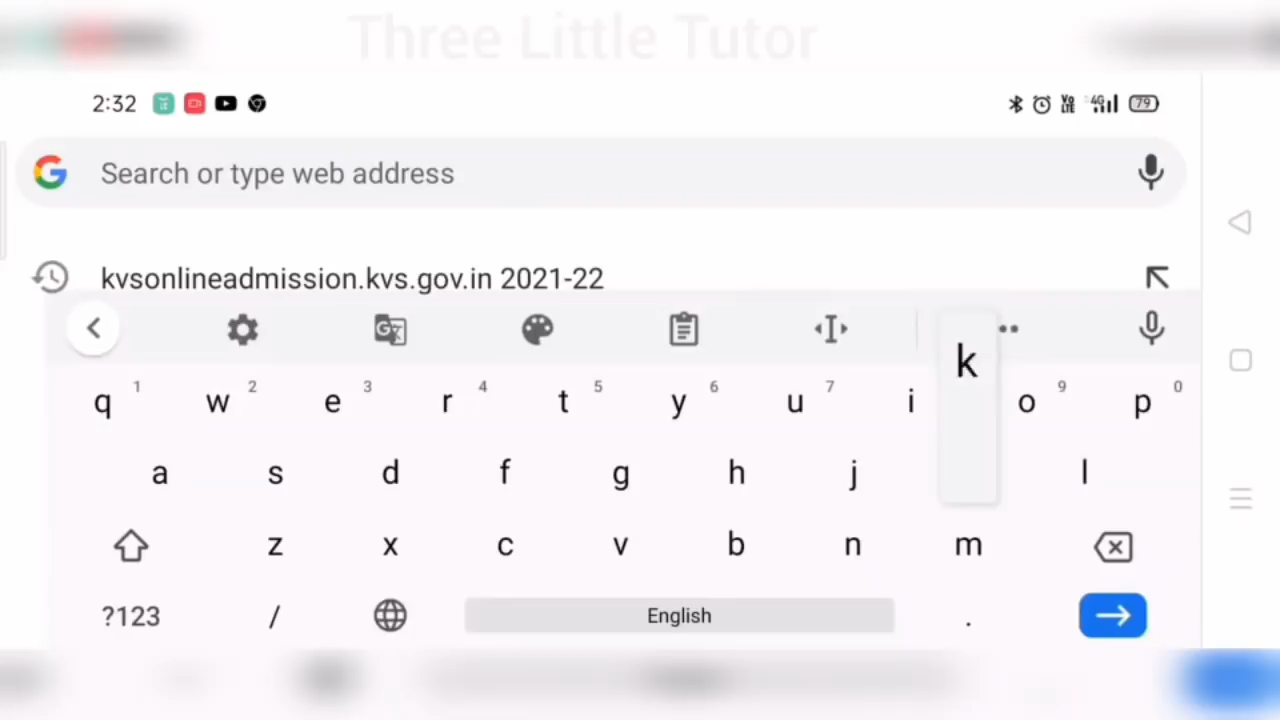 Three Little Tutor
2:32 79
Search or type web address
kvsonlineadmission.kvs.gov.in 2021-22
k
q 1 w 2 e 3 r 4 t 5 y 6 u 7 i o 9 p 0
a s d f g h j l
z x c v b n m
?123 / English .